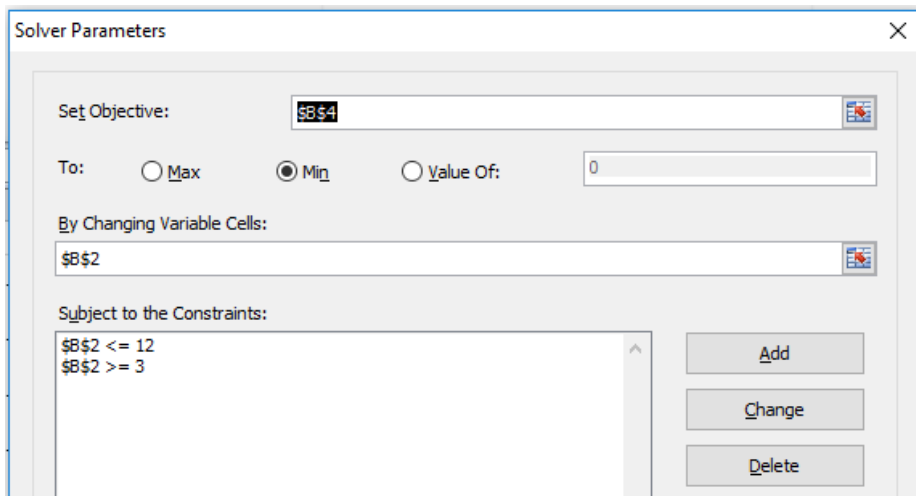 Solver Parameters
Set Objective:
$B$4
To:
Max
Min
Value Of:
0
By Changing Variable Cells:
$B$2
Subject to the Constraints:
$B$2 <= 12
$B$2 >= 3
Add
Change
Delete